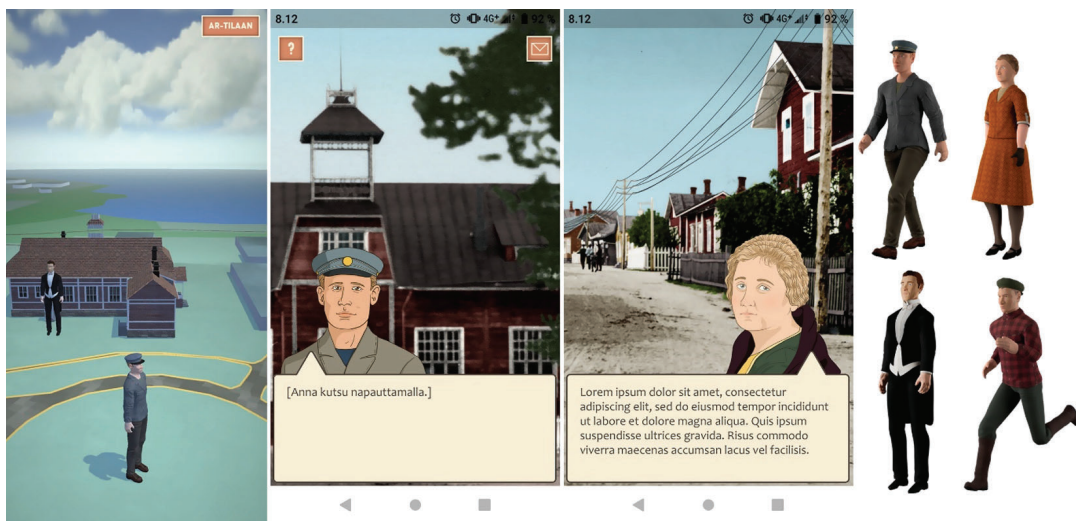 AR-TILAAN
8.12
4G+
92 %
?
[Anna kutsu napauttamalla.]
8.12
4G+
92 %
Lorem ipsum dolor sit amet, consectetur
adipiscing elit, sed do eiusmod tempor incididunt
ut labore et dolore magna aliqua. Quis ipsum
suspendisse ultrices gravida. Risus commodo
viverra maecenas accumsan lacus vel facilisis.